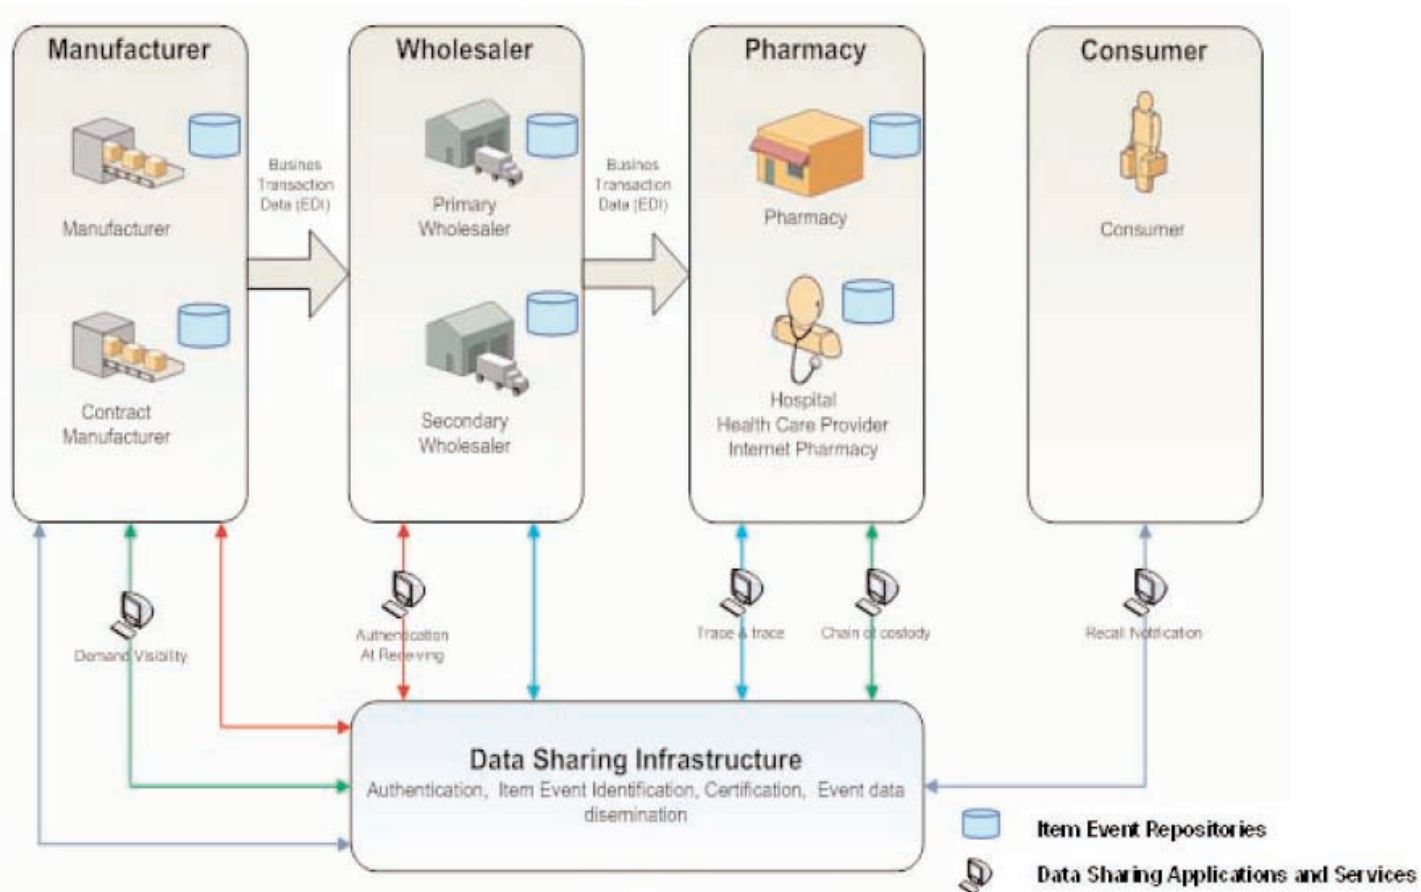 Manufacturer
Manufacturer
Contract
Manufacturer
Busines
Transaction
Data (EDI)
Wholesaler
Primary
Wholesaler
Secondary
Wholesaler
Busines
Transaction
Data (EDI)
Pharmacy
Pharmacy
Hospital
Health Care Provider
Internet Pharmacy
Consumer
Consumer
Demand Visibility
Authentication
At Receiving
Trace & trace
Chain of custody
Recall Notification
Data Sharing Infrastructure
Authentication, Item Event Identification, Certification, Event data
disemination
Item Event Repositories
Data Sharing Applications and Services